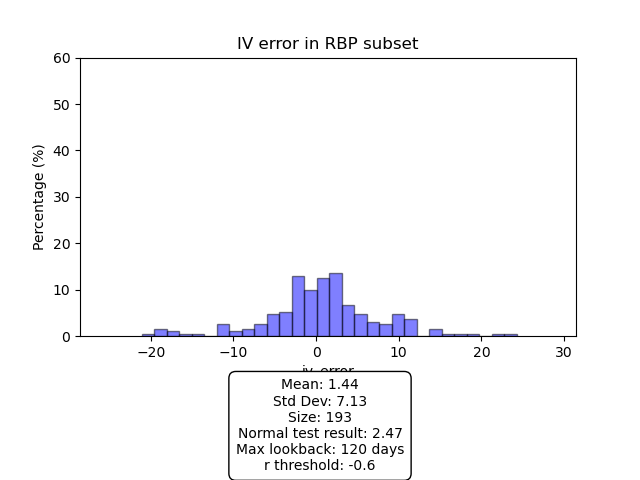 IV error in RBP subset
60
50
40
30
20
10
0
Percentage (%)
−20 −10 0 10 20 30
iv_error
Mean: 1.44
Std Dev: 7.13
Size: 193
Normal test result: 2.47
Max lookback: 120 days
r threshold: -0.6